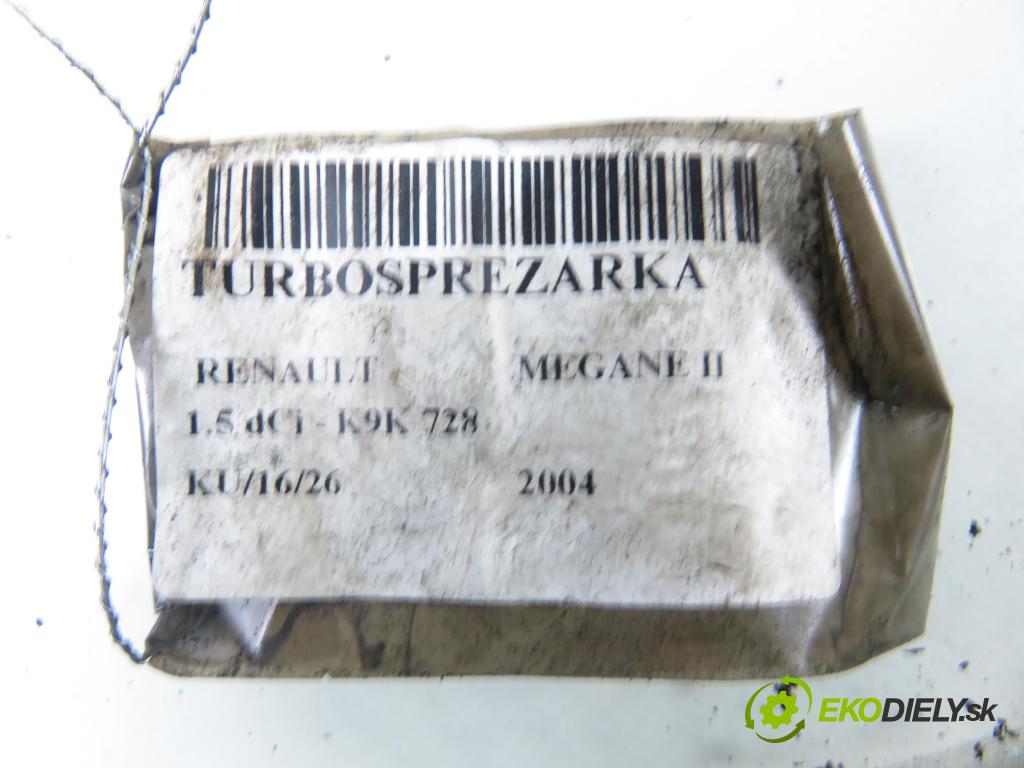 TURBOSPREZARKA
RENAULT MEGANE II
1.5 dCi - K9K 728
KU/16/26 2004
EKODIELY.sk